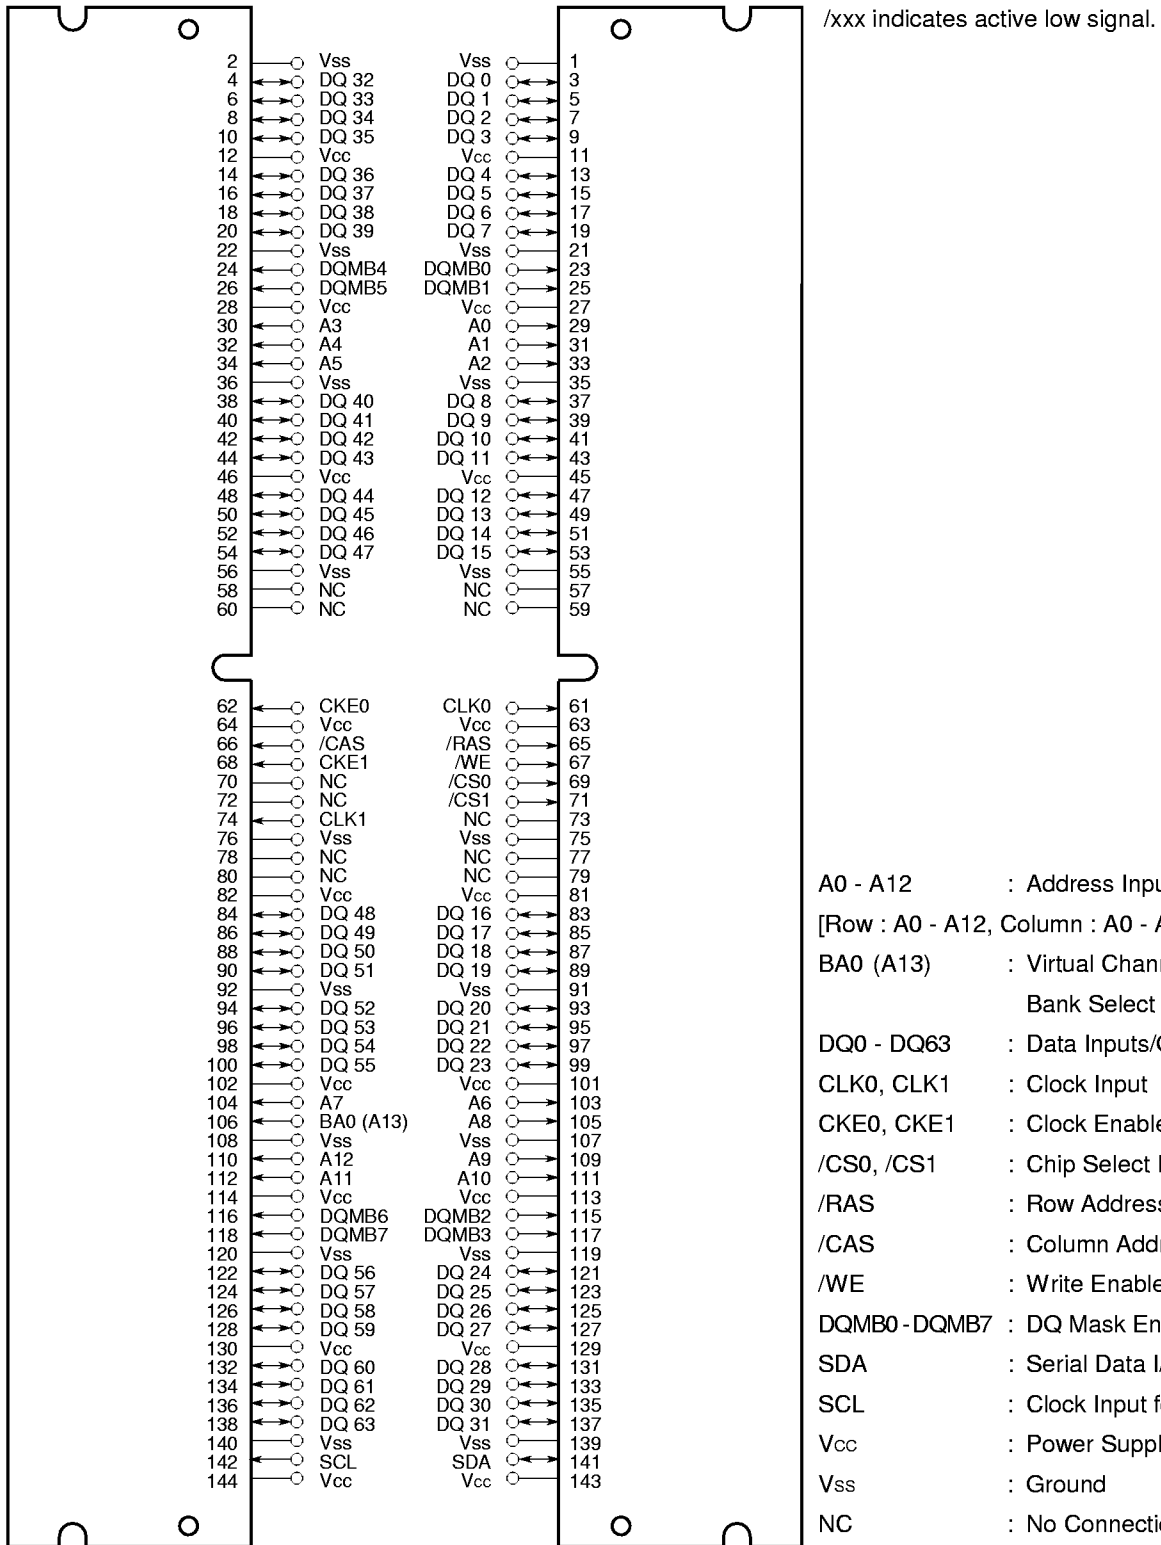 /xxx indicates active low signal.
2 Vss Vss 1
4 DQ 32 DQ 0 3
6 DQ 33 DQ 1 5
8 DQ 34 DQ 2 7
10 DQ 35 DQ 3 9
12 Vcc Vcc 11
14 DQ 36 DQ 4 13
16 DQ 37 DQ 5 15
18 DQ 38 DQ 6 17
20 DQ 39 DQ 7 19
22 Vss Vss 21
24 DQMB4 DQMB0 23
26 DQMB5 DQMB1 25
28 Vcc Vcc 27
30 A3 A0 29
32 A4 A1 31
34 A5 A2 33
36 Vss Vss 35
38 DQ 40 DQ 8 37
40 DQ 41 DQ 9 39
42 DQ 42 DQ 10 41
44 DQ 43 DQ 11 43
46 Vcc Vcc 45
48 DQ 44 DQ 12 47
50 DQ 45 DQ 13 49
52 DQ 46 DQ 14 51
54 DQ 47 DQ 15 53
56 Vss Vss 55
58 NC NC 57
60 NC NC 59
62 CKE0 CLK0 61
64 Vcc Vcc 63
66 /CAS /RAS 65
68 CKE1 /WE 67
70 NC /CS0 69
72 NC /CS1 71
74 CLK1 NC 73
76 Vss Vss 75
78 NC NC 77
80 NC NC 79
82 Vcc Vcc 81
84 DQ 48 DQ 16 83
86 DQ 49 DQ 17 85
88 DQ 50 DQ 18 87
90 DQ 51 DQ 19 89
92 Vss Vss 91
94 DQ 52 DQ 20 93
96 DQ 53 DQ 21 95
98 DQ 54 DQ 22 97
100 DQ 55 DQ 23 99
102 Vcc Vcc 101
104 A7 A6 103
106 BA0 (A13) A8 105
108 Vss Vss 107
110 A12 A9 109
112 A11 A10 111
114 Vcc Vcc 113
116 DQMB6 DQMB2 115
118 DQMB7 DQMB3 117
120 Vss Vss 119
122 DQ 56 DQ 24 121
124 DQ 57 DQ 25 123
126 DQ 58 DQ 26 125
128 DQ 59 DQ 27 127
130 Vcc Vcc 129
132 DQ 60 DQ 28 131
134 DQ 61 DQ 29 133
136 DQ 62 DQ 30 135
138 DQ 63 DQ 31 137
140 Vss Vss 139
142 SCL SDA 141
144 Vcc Vcc 143
A0 - A12 : Address
[Row : A0 - A12, Column : A0 -
BA0 (A13) : Virtual
Bank Select
DQ0 - DQ63 : Data Inputs/
CLK0, CLK1 : Clock Input
CKE0, CKE1 : Clock
/CS0, /CS1 : Chip Select
/RAS : Row
/CAS : Column
/WE : Write
DQMB0 - DQMB7 : DQ Mask
SDA : Serial Data
SCL : Clock Input
Vcc : Power
Vss : Ground
NC : No